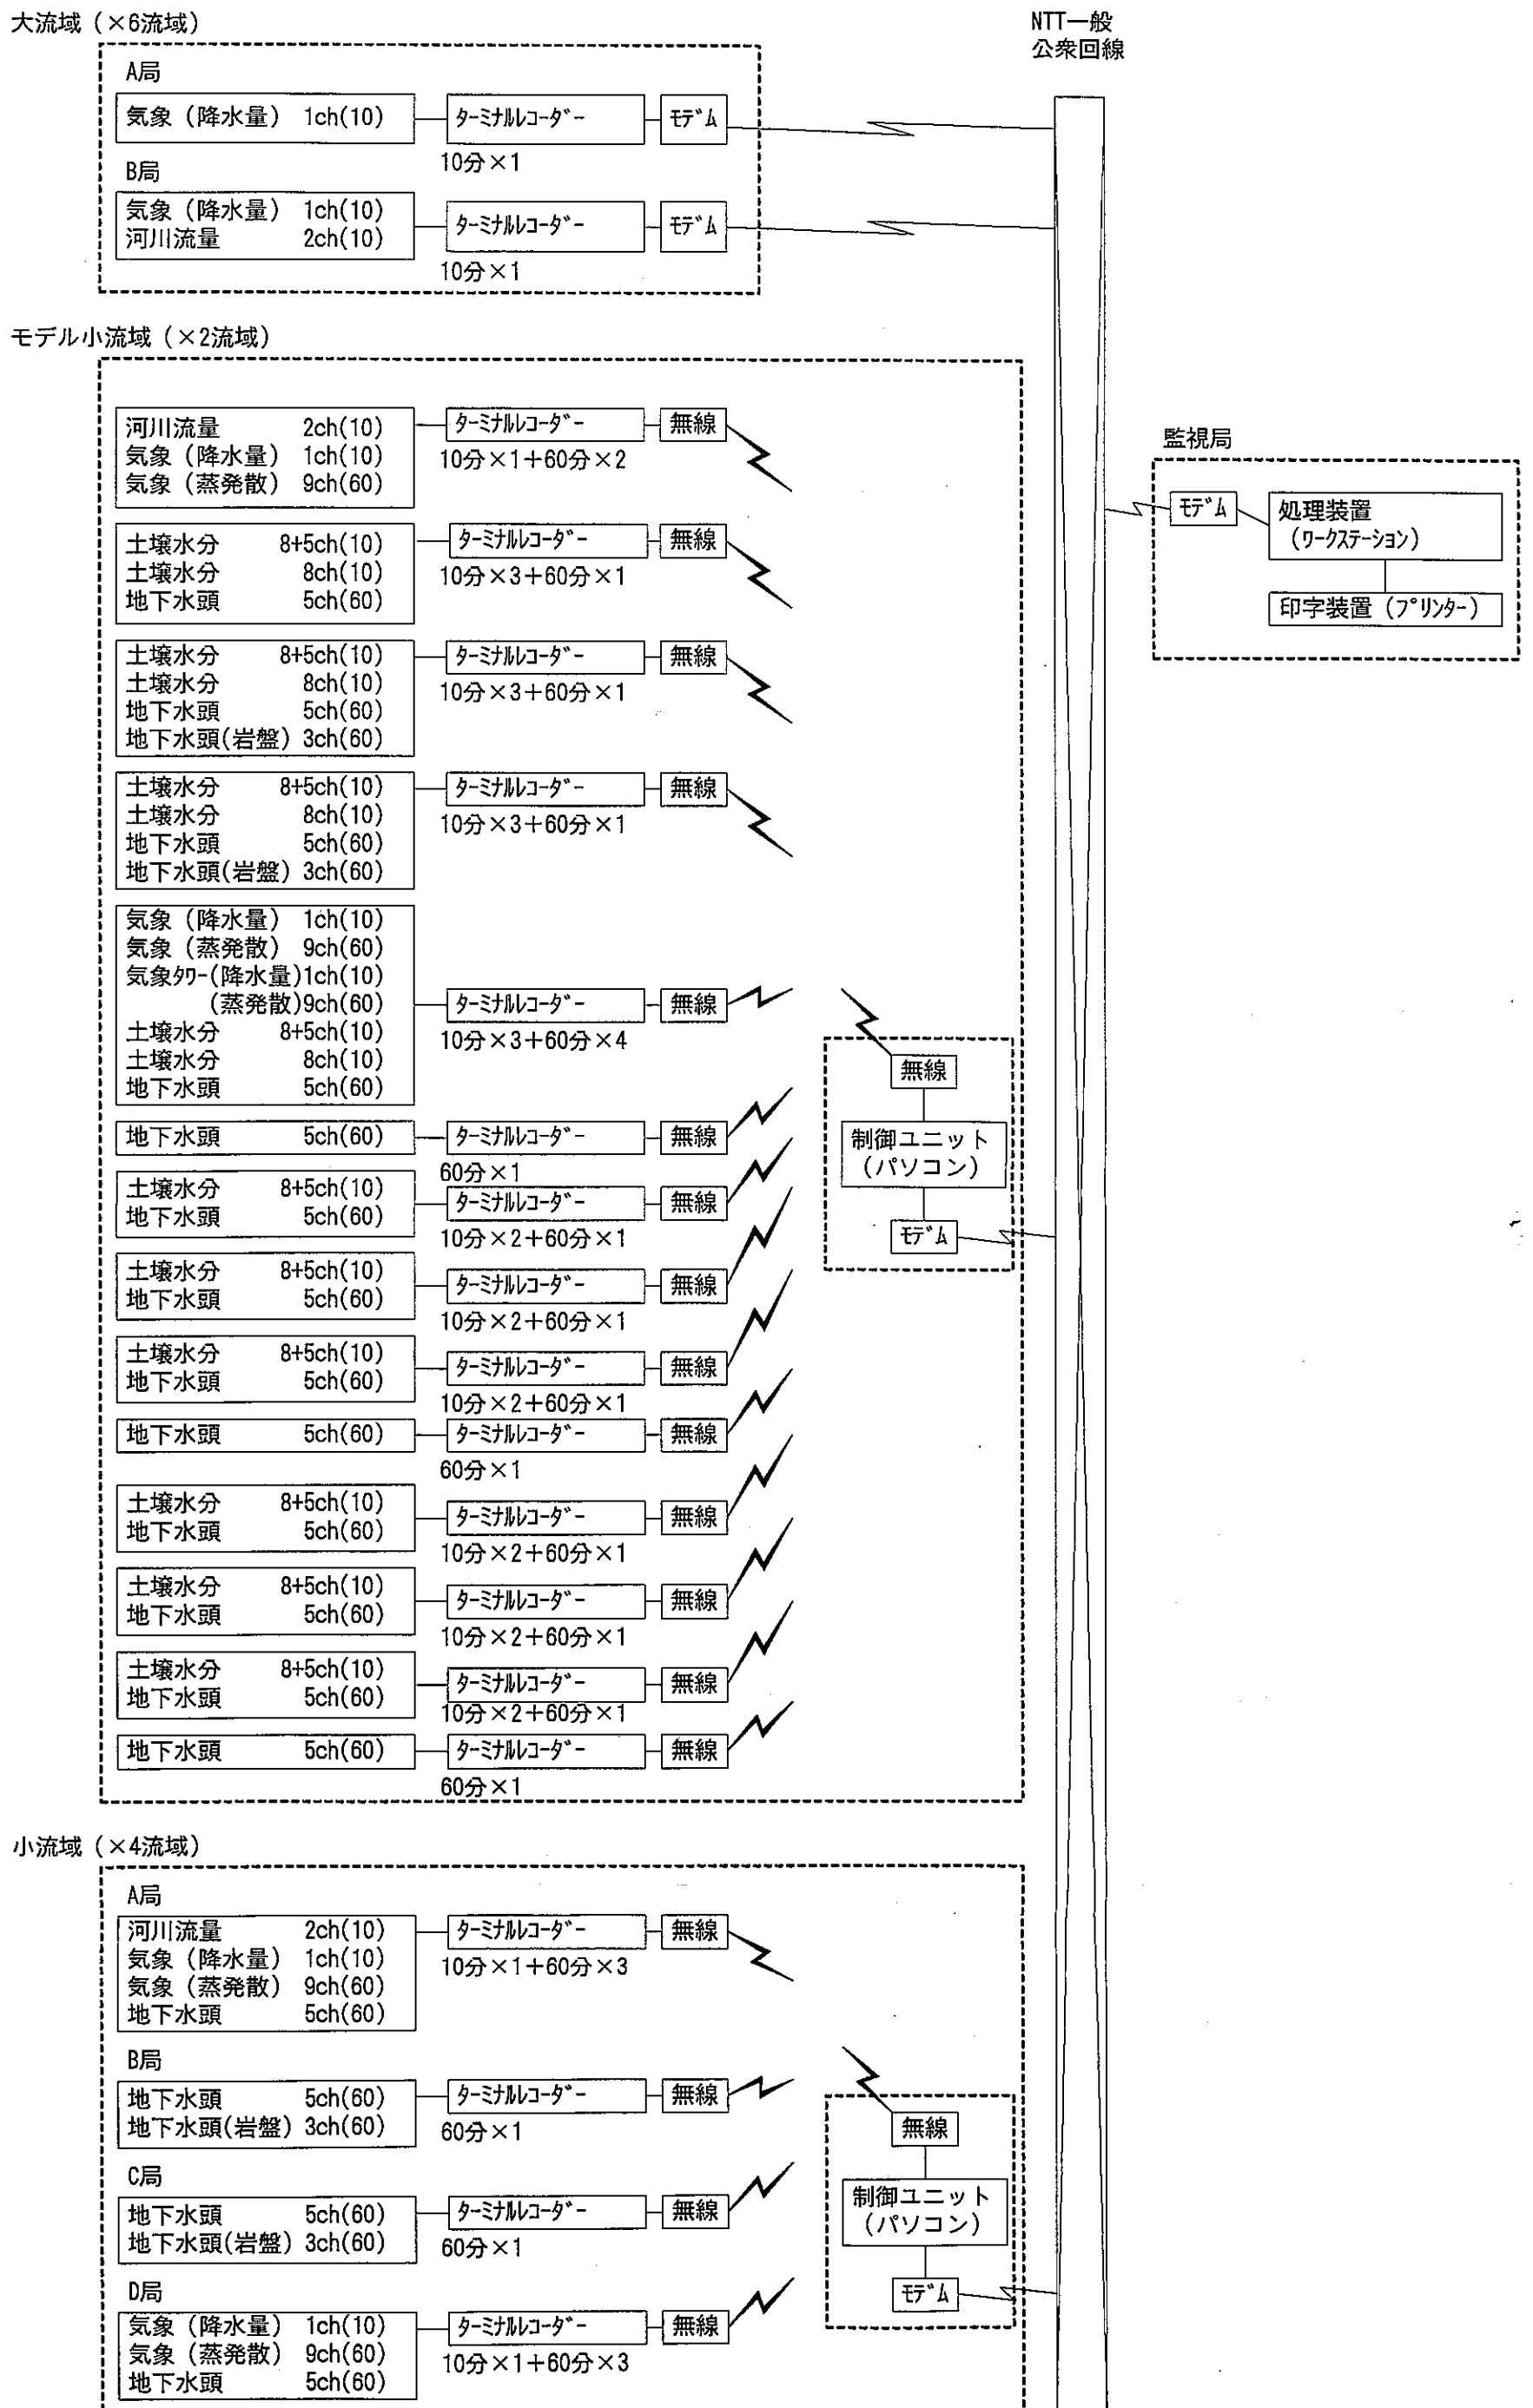 大流域（×6流域）
NTT一般
公衆回線
A局
気象（降水量） 1ch(10)
ﾀｰﾐﾅﾙﾚｺｰﾀﾞｰ
ﾓﾃﾞﾑ
10分×1
B局
気象（降水量） 1ch(10)
河川流量 2ch(10)
ﾀｰﾐﾅﾙﾚｺｰﾀﾞｰ
ﾓﾃﾞﾑ
10分×1
モデル小流域（×2流域）
河川流量 2ch(10)
気象（降水量） 1ch(10)
気象（蒸発散） 9ch(60)
ﾀｰﾐﾅﾙﾚｺｰﾀﾞｰ
無線
10分×1＋60分×2
監視局
ﾓﾃﾞﾑ
処理装置
（ﾜｰｸｽﾃｰｼｮﾝ）
印字装置（ﾌﾟﾘﾝﾀｰ）
土壌水分 8+5ch(10)
土壌水分 8ch(10)
地下水頭 5ch(60)
ﾀｰﾐﾅﾙﾚｺｰﾀﾞｰ
無線
10分×3＋60分×1
土壌水分 8+5ch(10)
土壌水分 8ch(10)
地下水頭 5ch(60)
地下水頭(岩盤) 3ch(60)
ﾀｰﾐﾅﾙﾚｺｰﾀﾞｰ
無線
10分×3＋60分×1
土壌水分 8+5ch(10)
土壌水分 8ch(10)
地下水頭 5ch(60)
地下水頭(岩盤) 3ch(60)
ﾀｰﾐﾅﾙﾚｺｰﾀﾞｰ
無線
10分×3＋60分×1
気象（降水量） 1ch(10)
気象（蒸発散） 9ch(60)
気象ﾀﾜｰ(降水量)1ch(10)
(蒸発散)9ch(60)
土壌水分 8+5ch(10)
土壌水分 8ch(10)
地下水頭 5ch(60)
ﾀｰﾐﾅﾙﾚｺｰﾀﾞｰ
無線
10分×3＋60分×4
無線
制御ユニット
（パソコン）
ﾓﾃﾞﾑ
地下水頭 5ch(60)
ﾀｰﾐﾅﾙﾚｺｰﾀﾞｰ
無線
60分×1
土壌水分 8+5ch(10)
地下水頭 5ch(60)
ﾀｰﾐﾅﾙﾚｺｰﾀﾞｰ
無線
10分×2＋60分×1
土壌水分 8+5ch(10)
地下水頭 5ch(60)
ﾀｰﾐﾅﾙﾚｺｰﾀﾞｰ
無線
10分×2＋60分×1
土壌水分 8+5ch(10)
地下水頭 5ch(60)
ﾀｰﾐﾅﾙﾚｺｰﾀﾞｰ
無線
10分×2＋60分×1
地下水頭 5ch(60)
ﾀｰﾐﾅﾙﾚｺｰﾀﾞｰ
無線
60分×1
土壌水分 8+5ch(10)
地下水頭 5ch(60)
ﾀｰﾐﾅﾙﾚｺｰﾀﾞｰ
無線
10分×2＋60分×1
土壌水分 8+5ch(10)
地下水頭 5ch(60)
ﾀｰﾐﾅﾙﾚｺｰﾀﾞｰ
無線
10分×2＋60分×1
土壌水分 8+5ch(10)
地下水頭 5ch(60)
ﾀｰﾐﾅﾙﾚｺｰﾀﾞｰ
無線
10分×2＋60分×1
地下水頭 5ch(60)
ﾀｰﾐﾅﾙﾚｺｰﾀﾞｰ
無線
60分×1
小流域（×4流域）
A局
河川流量 2ch(10)
気象（降水量） 1ch(10)
気象（蒸発散） 9ch(60)
地下水頭 5ch(60)
ﾀｰﾐﾅﾙﾚｺｰﾀﾞｰ
無線
10分×1＋60分×3
B局
地下水頭 5ch(60)
地下水頭(岩盤) 3ch(60)
ﾀｰﾐﾅﾙﾚｺｰﾀﾞｰ
無線
60分×1
無線
制御ユニット
（パソコン）
ﾓﾃﾞﾑ
C局
地下水頭 5ch(60)
地下水頭(岩盤) 3ch(60)
ﾀｰﾐﾅﾙﾚｺｰﾀﾞｰ
無線
60分×1
D局
気象（降水量） 1ch(10)
気象（蒸発散） 9ch(60)
地下水頭 5ch(60)
ﾀｰﾐﾅﾙﾚｺｰﾀﾞｰ
無線
10分×1＋60分×3